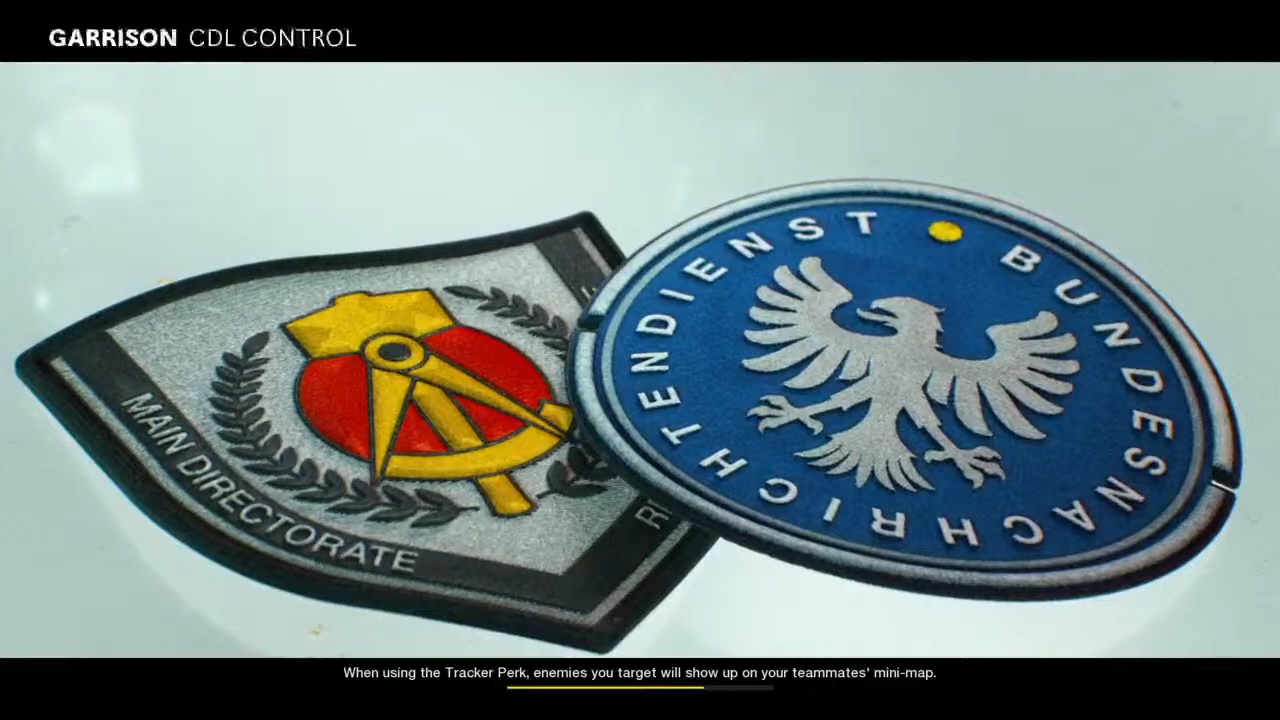 GARRISON CDL CONTROL
MAIN DIRECTORATE
BUNDESNACHRICHTENDIENST
When using the Tracker Perk, enemies you target will show up on your teammates' mini-map.